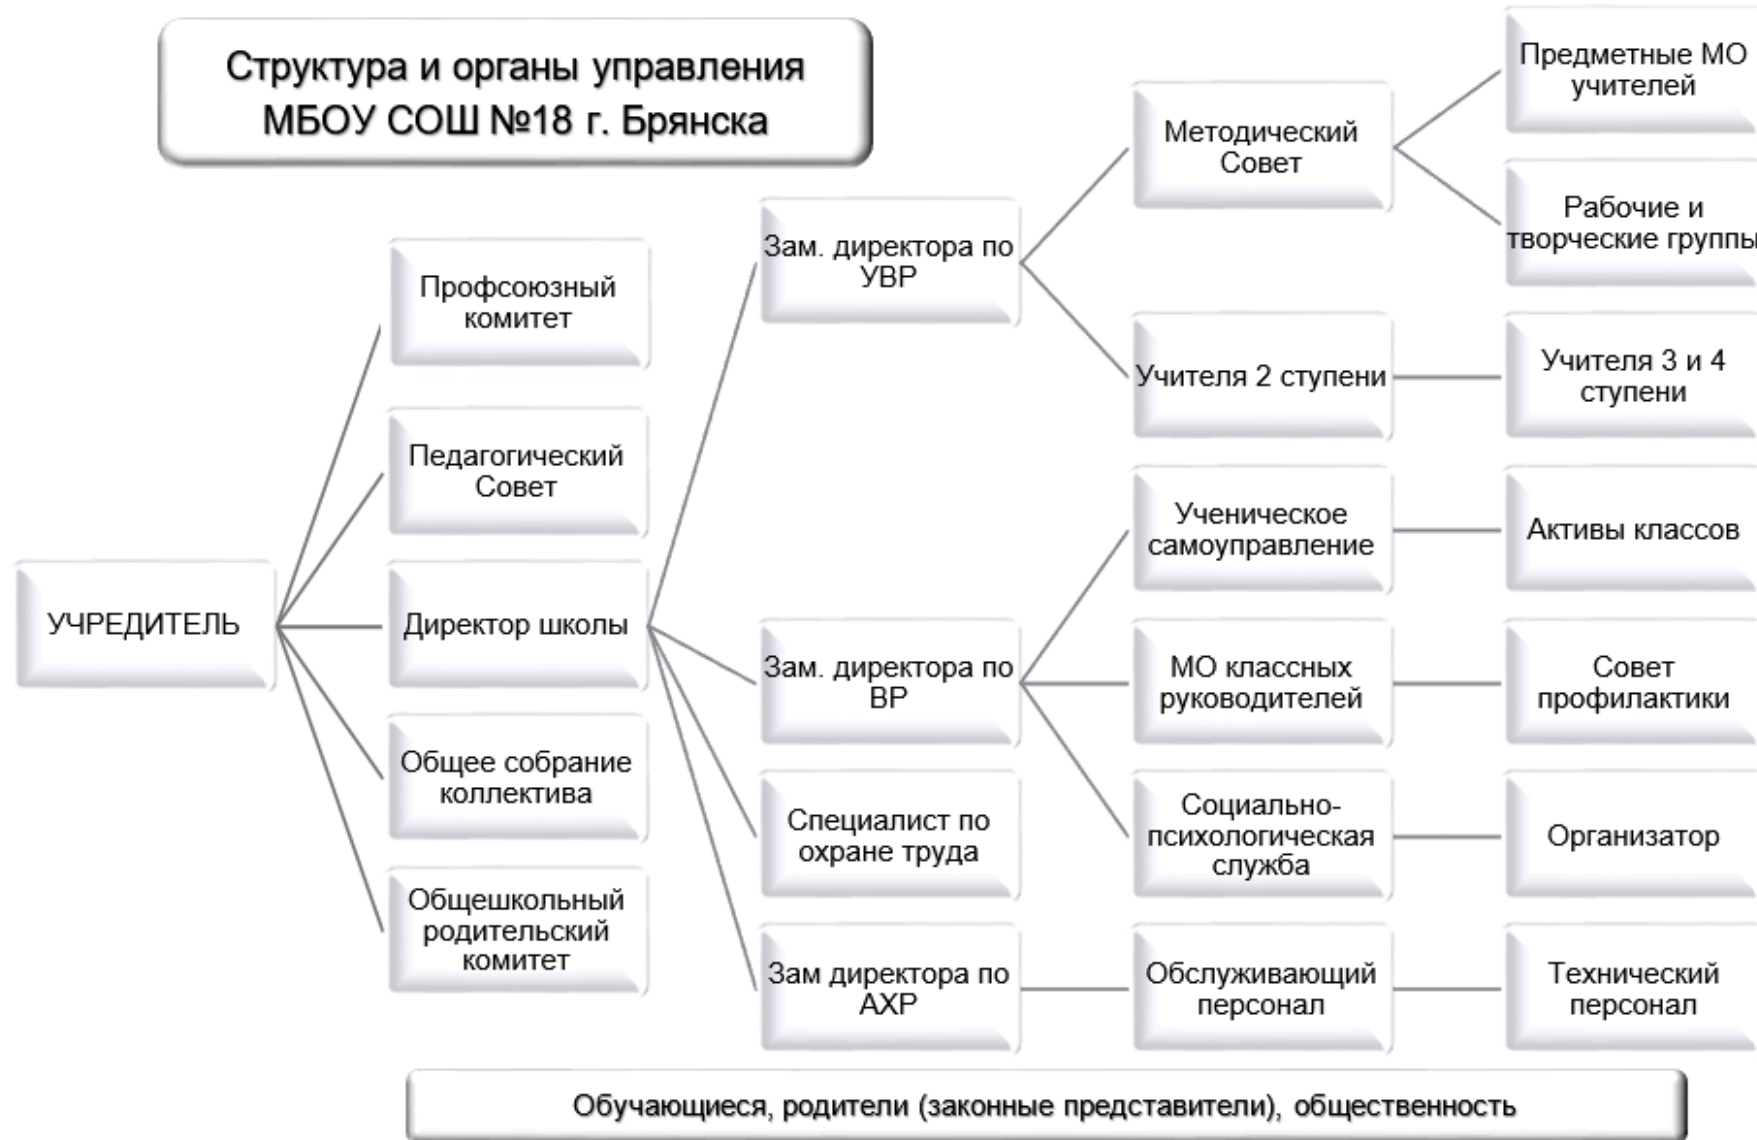 Структура и органы управления
МБОУ СОШ №18 г. Брянска
УЧРЕДИТЕЛЬ
Профсоюзный
комитет
Педагогический
Совет
Директор школы
Общее собрание
коллектива
Общешкольный
родительский
комитет
Зам. директора по
УВР
Зам. директора по
ВР
Специалист по
охране труда
Зам директора по
АХР
Методический
Совет
Учителя 2 ступени
Ученическое
самоуправление
МО классных
руководителей
Социально-
психологическая
служба
Обслуживающий
персонал
Предметные МО
учителей
Рабочие и
творческие группы
Учителя 3 и 4
ступени
Активы классов
Совет
профилактики
Организатор
Технический
персонал
Обучающиеся, родители (законные представители), общественность